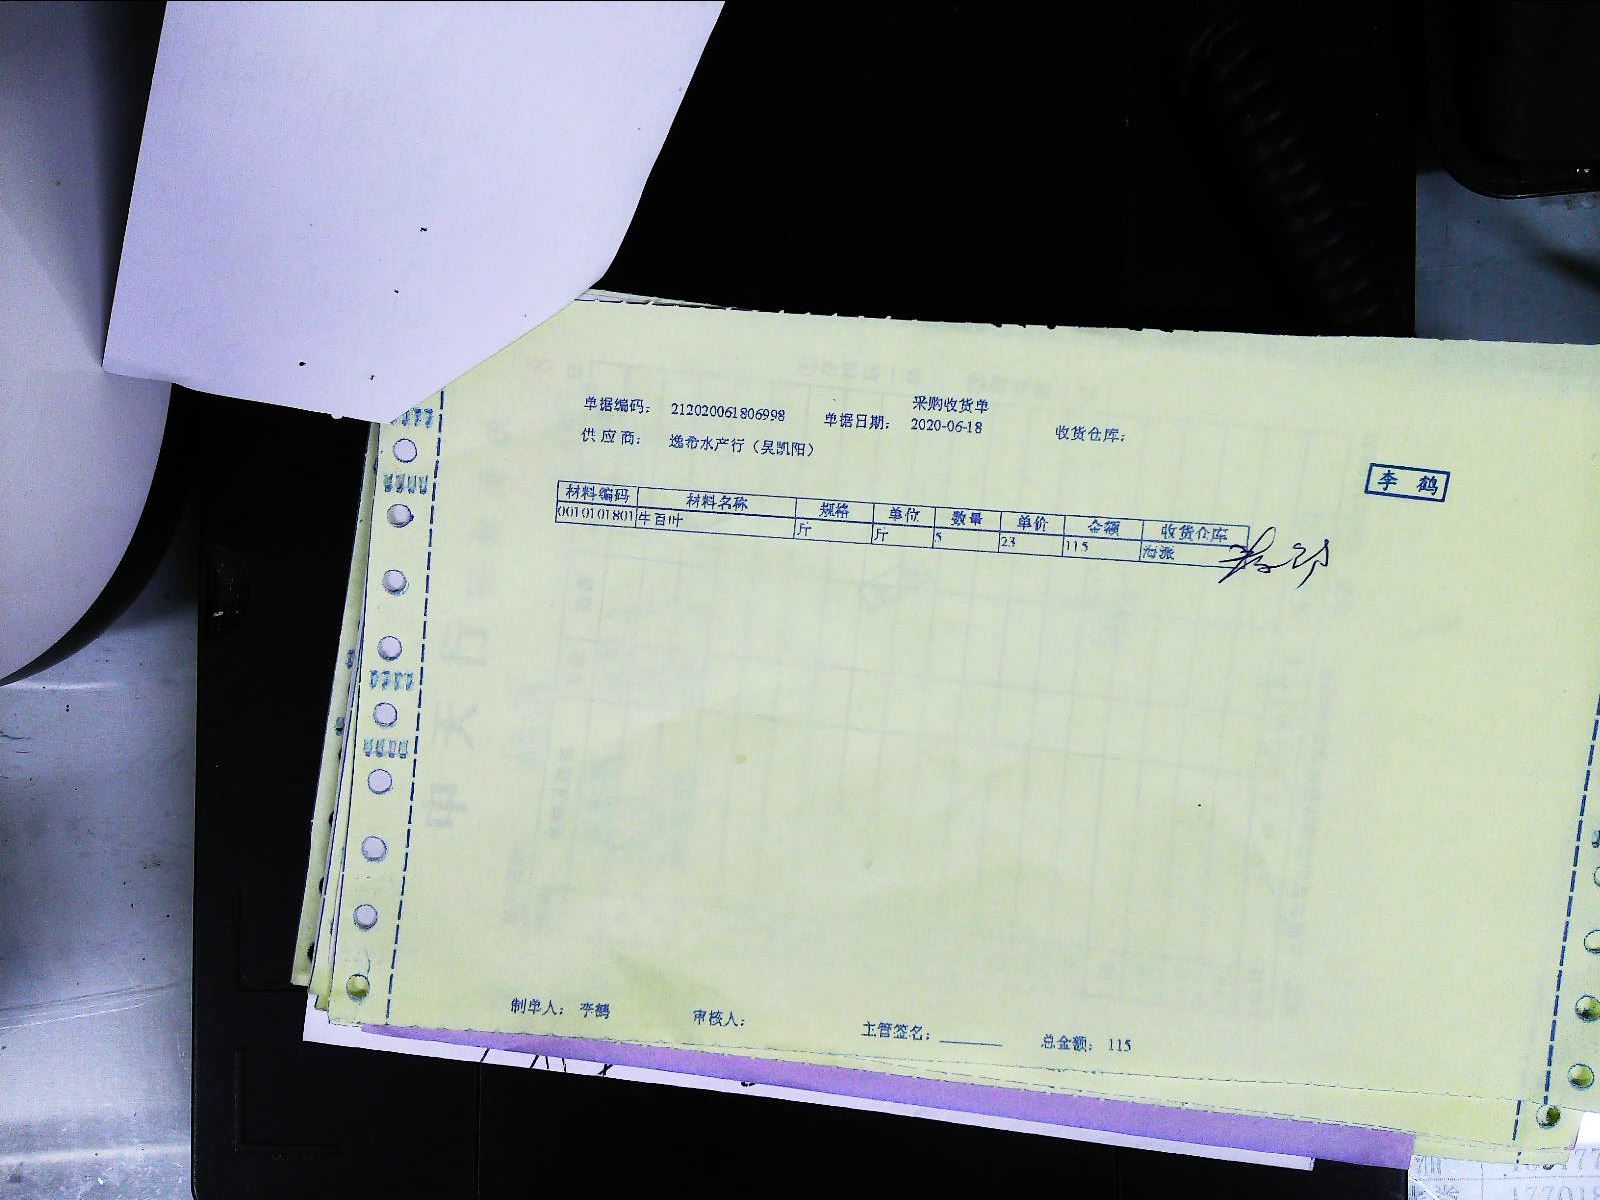 采购收货单
单据编码： 212020061806998 单据日期： 2020-06-18 收货仓库：
供应商： 逸希水产行（吴凯阳）
李鹤
材料编码 材料名称 规格 单位 数量 单价 金额 收货仓库
0010101801 牛百叶 斤 斤 5 23 115 海派
制单人： 李鹤 审核人： 主管签名： 总金额： 115